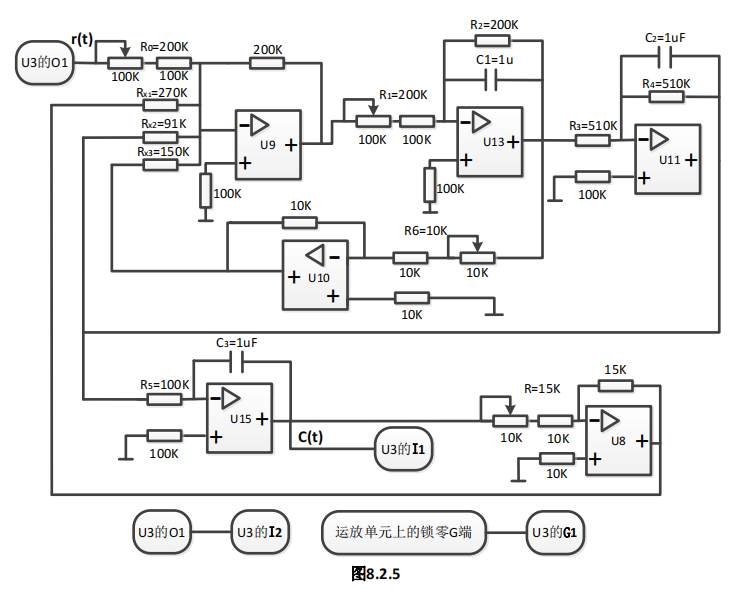 r(t)
U3的O1
R₀=200K
200K
100K
100K
Rx₁=270K
Rx₂=91K
Rx₃=150K
U9
100K
R₁=200K
100K
100K
R₂=200K
C1=1u
U13
100K
R₃=510K
100K
C₂=1uF
R₄=510K
U11
10K
U10
R6=10K
10K
10K
10K
C₃=1uF
R₅=100K
U15
100K
C(t)
U3的I1
R=15K
10K
10K
15K
U8
10K
U3的O1
U3的I2
运放单元上的锁零G端
U3的G1
图8.2.5